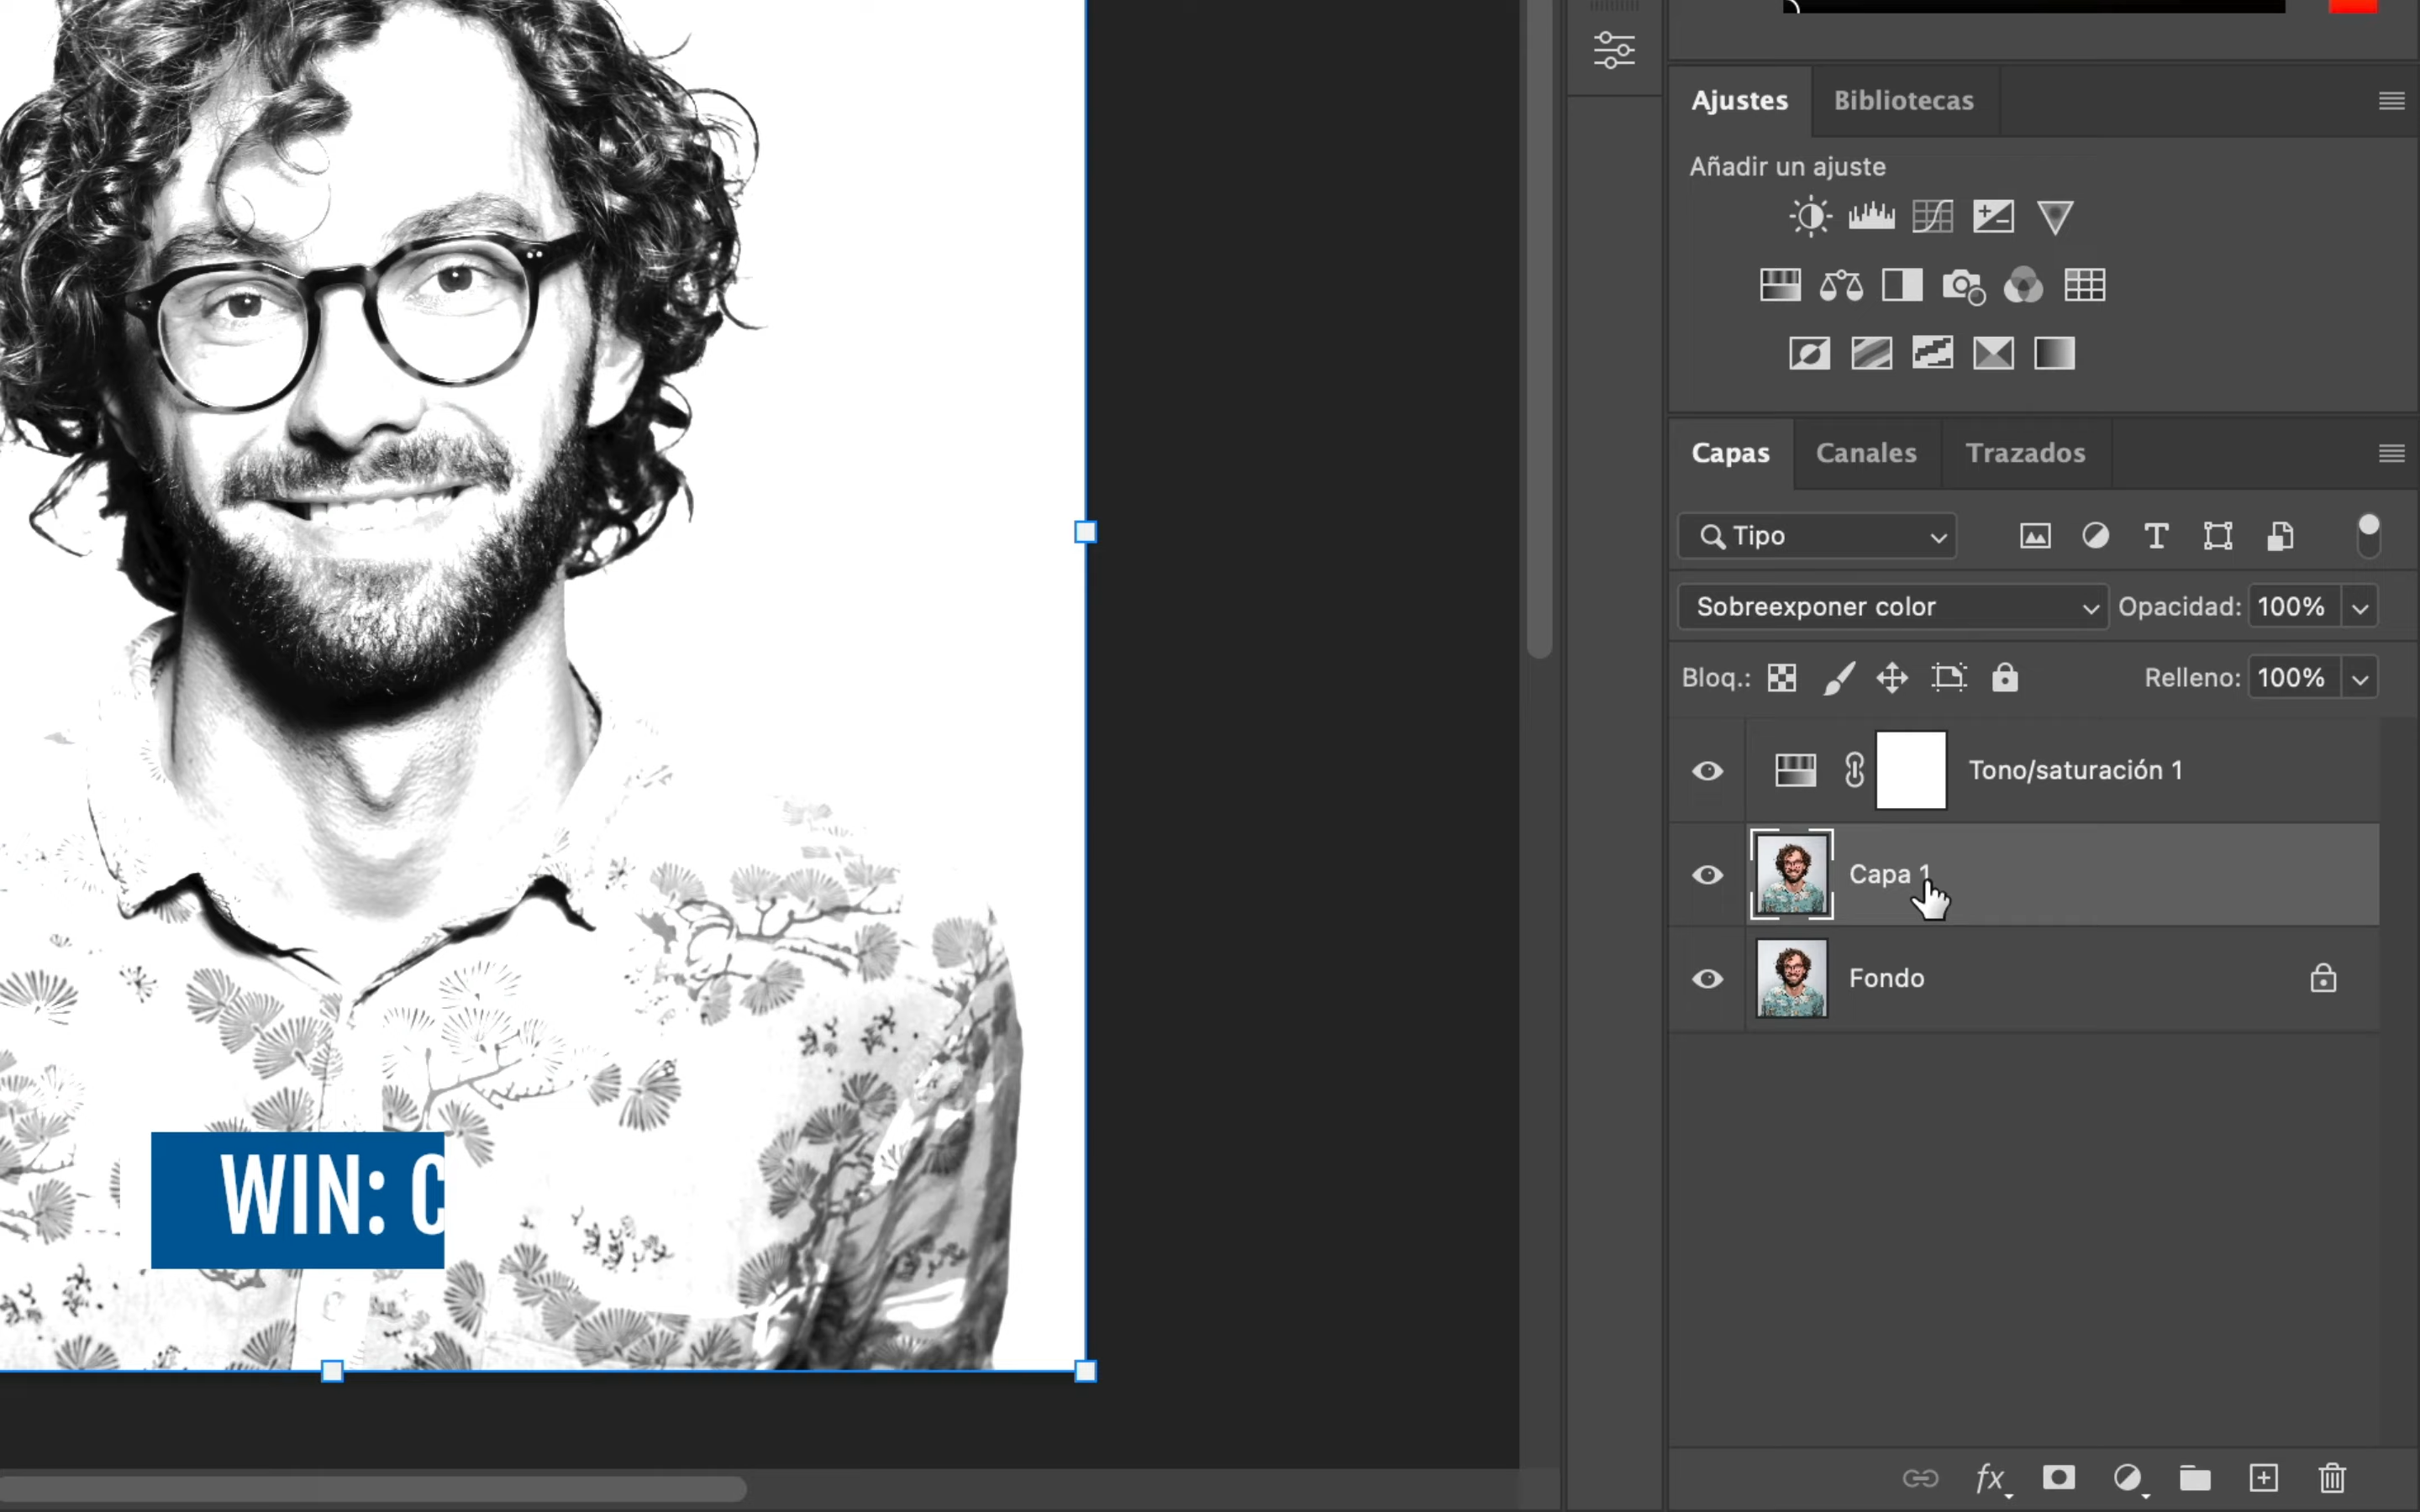 Ajustes Bibliotecas
Añadir un ajuste
Capas Canales Trazados
Tipo
Sobreexponer color Opacidad: 100%
Bloq.: Relleno: 100%
Tono/saturación 1
Capa 1
Fondo
WIN: C
fx